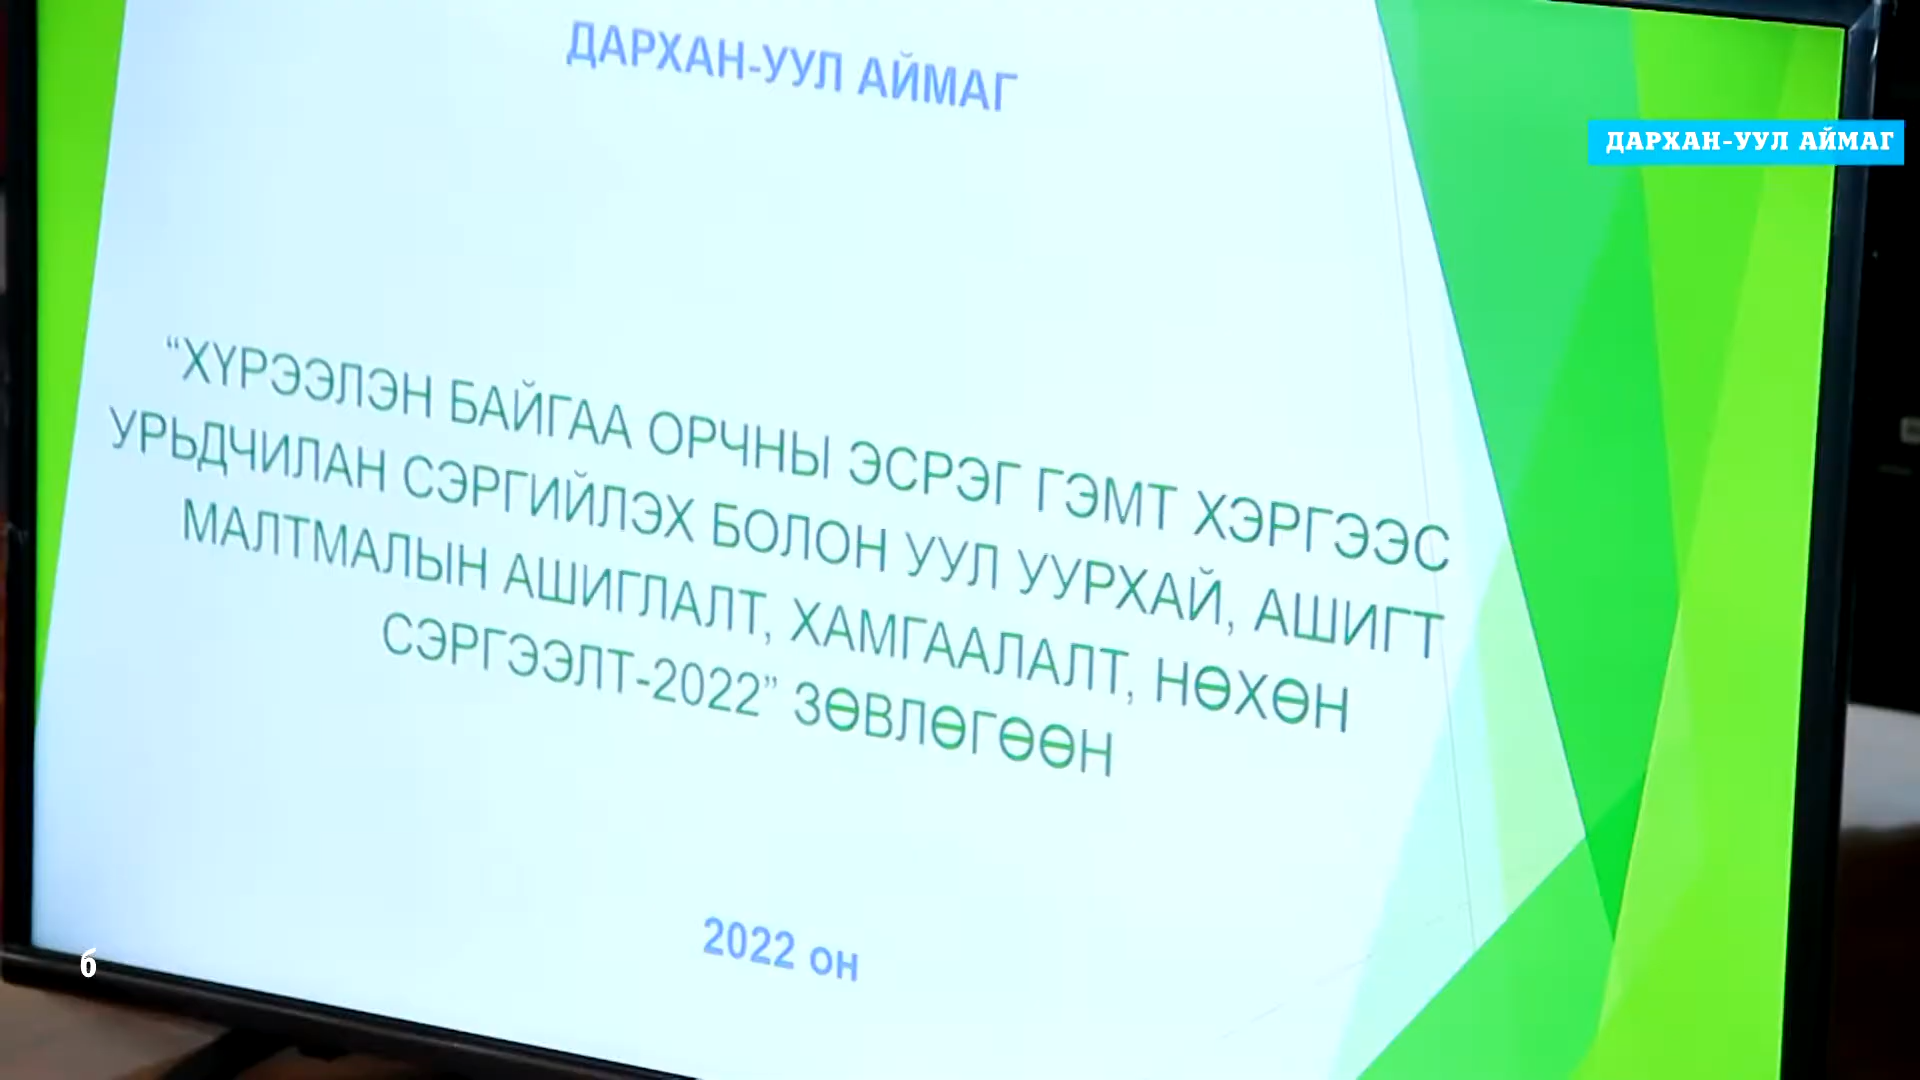 ДАРХАН-УУЛ АЙМАГ
ДАРХАН-УУЛ АЙМАГ
“ХҮРЭЭЛЭН БАЙГАА ОРЧНЫ ЭСРЭГ ГЭМТ ХЭРГЭЭС
УРЬДЧИЛАН СЭРГИЙЛЭХ БОЛОН УУЛ УУРХАЙ, АШИГТ
МАЛТМАЛЫН АШИГЛАЛТ, ХАМГААЛАЛТ, НӨХӨН
СЭРГЭЭЛТ-2022” ЗӨВЛӨГӨӨН
2022 он
б